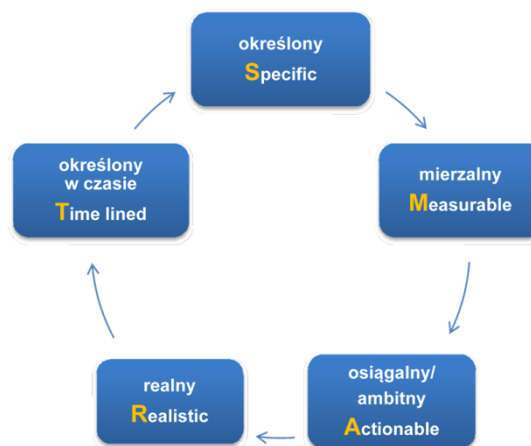 określony
Specific
mierzalny
Measurable
osiągalny/
ambitny
Actionable
realny
Realistic
określony
w czasie
Time lined